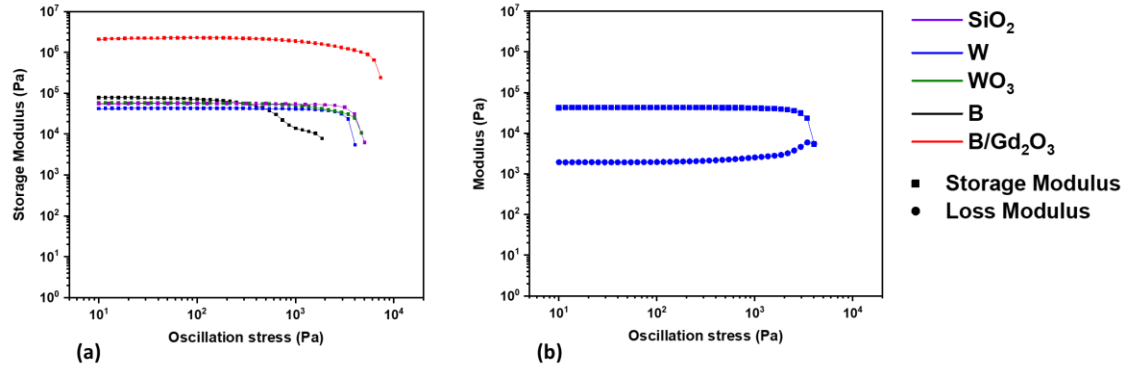 10⁷
10⁶
10⁵
10⁴
10³
10²
10¹
10⁰
Storage Modulus (Pa)
10¹ 10² 10³ 10⁴
Oscillation stress (Pa)
(a)
10⁷
10⁶
10⁵
10⁴
10³
10²
10¹
10⁰
Modulus (Pa)
10¹ 10² 10³ 10⁴
Oscillation stress (Pa)
(b)
SiO₂
W
WO₃
B
B/Gd₂O₃
Storage Modulus
Loss Modulus